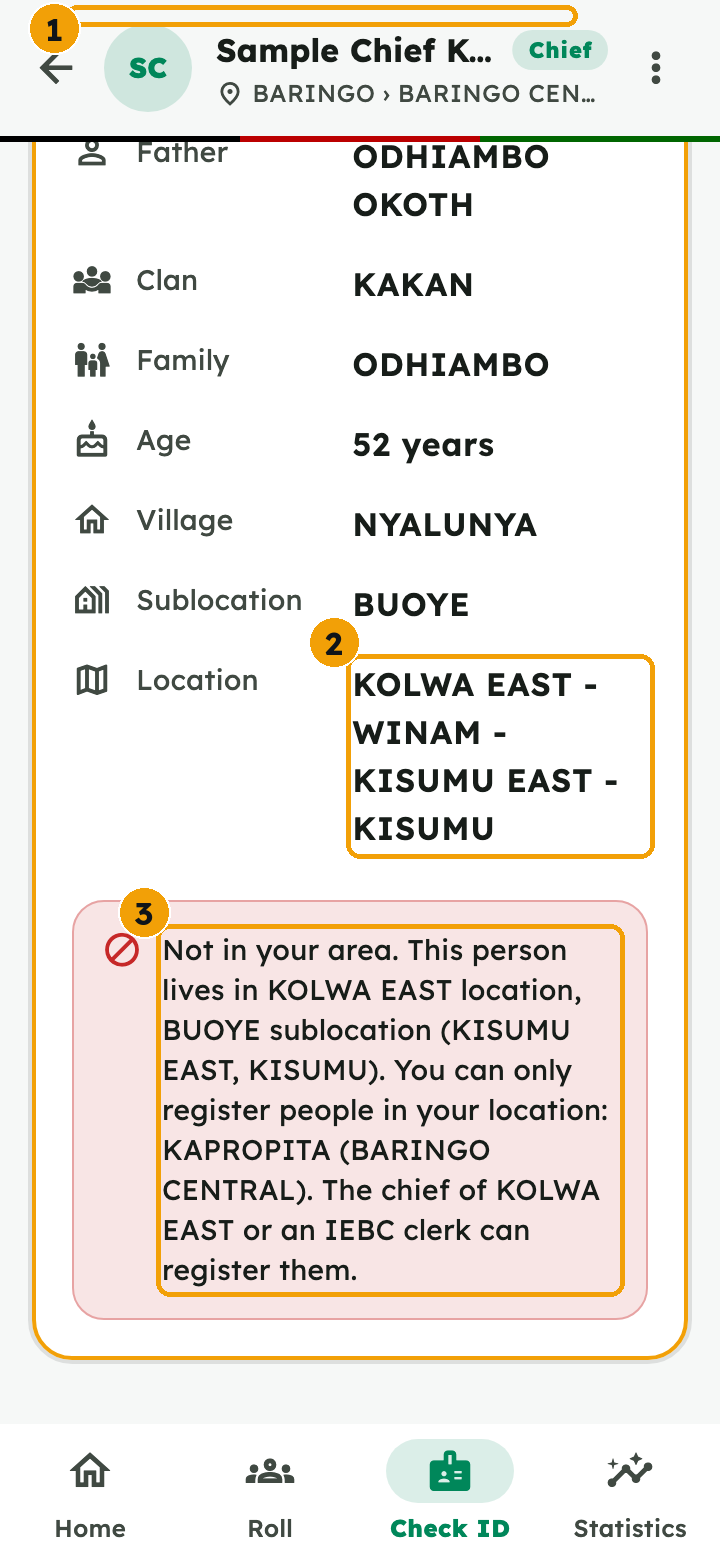 1
SC
Sample Chief K...
Chief
BARINGO › BARINGO CEN...
Father
ODHIAMBO
OKOTH
Clan
KAKAN
Family
ODHIAMBO
Age
52 years
Village
NYALUNYA
Sublocation
BUOYE
2
Location
KOLWA EAST -
WINAM -
KISUMU EAST -
KISUMU
3
Not in your area. This person
lives in KOLWA EAST location,
BUOYE sublocation (KISUMU
EAST, KISUMU). You can only
register people in your location:
KAPROPITA (BARINGO
CENTRAL). The chief of KOLWA
EAST or an IEBC clerk can
register them.
Home
Roll
Check ID
Statistics